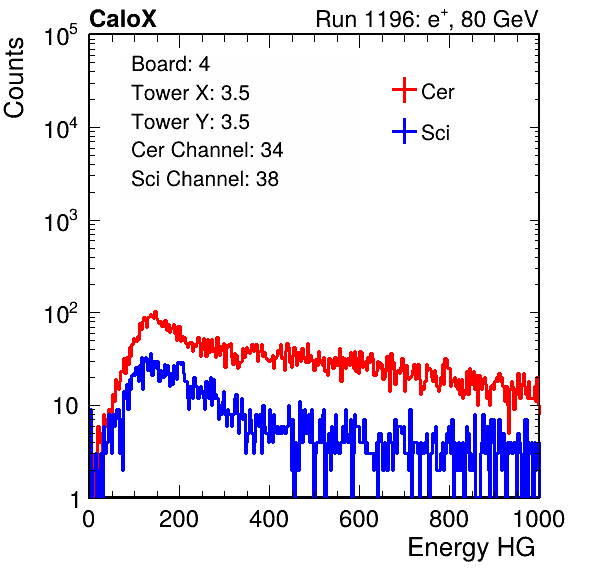 CaloX Run 1196: e⁺, 80 GeV
Counts
Board: 4
Tower X: 3.5
Tower Y: 3.5
Cer Channel: 34
Sci Channel: 38
Cer
Sci
10⁵
10⁴
10³
10²
10
1
0 200 400 600 800 1000
Energy HG